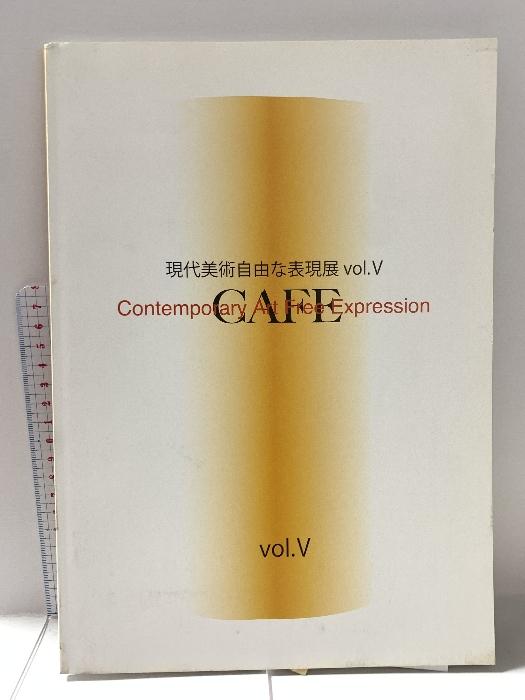 現代美術自由な表現展 vol.V
CAFE
Contemporary Art Free Expression
vol.V